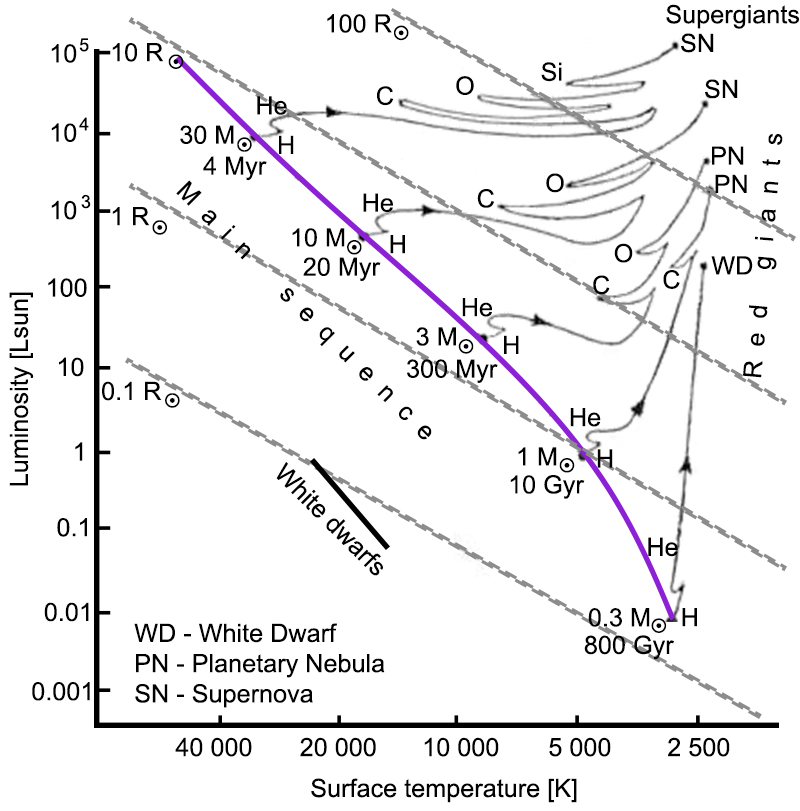 Supergiants
100 R☉
SN
10⁵
10 R☉
Si
O
C
SN
He
10⁴
30 M☉
H
4 Myr
PN
PN
O
C
He
10³
1 R☉
10 M☉
H
20 Myr
O
C
C
WD
100
He
3 M☉
H
300 Myr
10
0.1 R☉
Main sequence
Red giants
He
1
1 M☉
H
10 Gyr
White dwarfs
0.1
He
0.01
0.3 M☉
H
800 Gyr
0.001
WD - White Dwarf
PN - Planetary Nebula
SN - Supernova
Luminosity [Lsun]
40 000
20 000
10 000
5 000
2 500
Surface temperature [K]